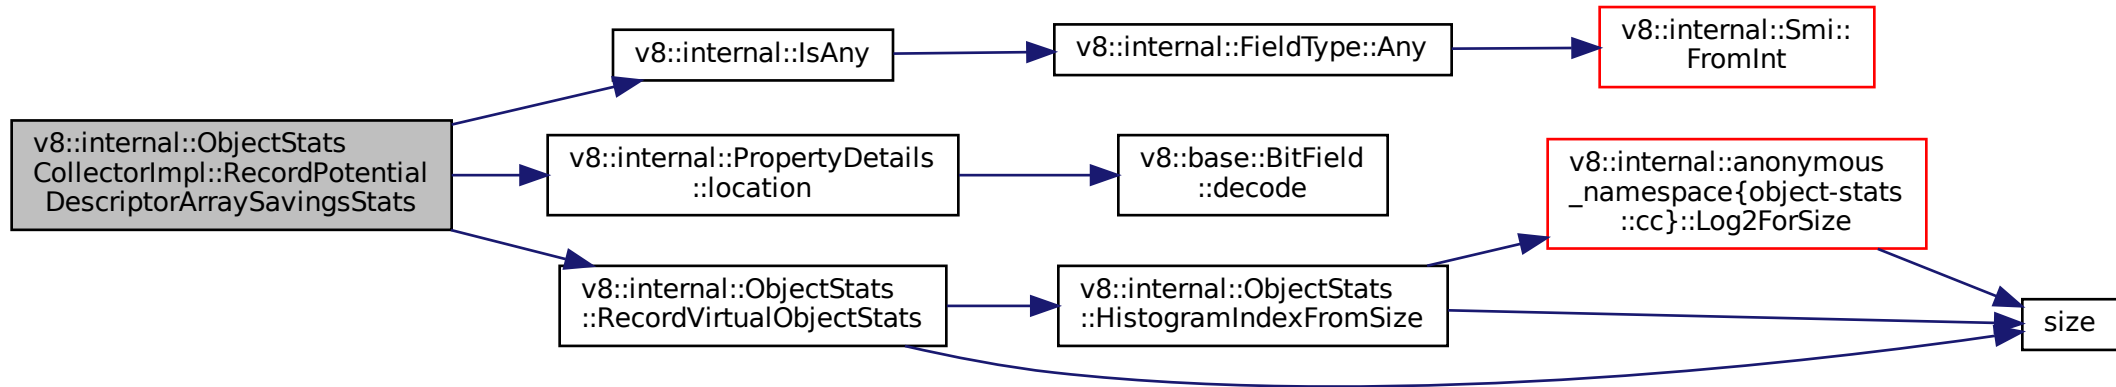 v8::internal::ObjectStats
CollectorImpl::RecordPotential
DescriptorArraySavingsStats
v8::internal::IsAny
v8::internal::FieldType::Any
v8::internal::Smi::
FromInt
v8::internal::PropertyDetails
::location
v8::base::BitField
::decode
v8::internal::ObjectStats
::RecordVirtualObjectStats
v8::internal::ObjectStats
::HistogramIndexFromSize
v8::internal::anonymous
_namespace{object-stats
::cc}::Log2ForSize
size